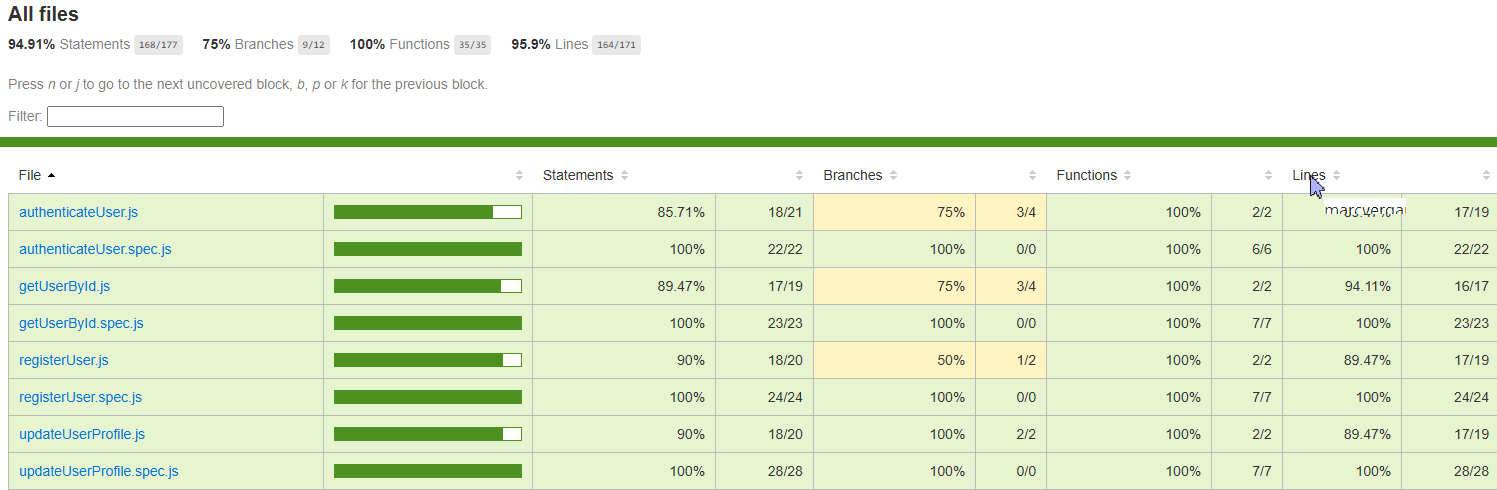 All files
94.91% Statements 168/177 75% Branches 9/12 100% Functions 35/35 95.9% Lines 164/171
Press n or j to go to the next uncovered block, b, p or k for the previous block.
Filter:
File Statements Branches Functions Lines
authenticateUser.js 85.71% 18/21 75% 3/4 100% 2/2 17/19
authenticateUser.spec.js 100% 22/22 100% 0/0 100% 6/6 100% 22/22
getUserById.js 89.47% 17/19 75% 3/4 100% 2/2 94.11% 16/17
getUserById.spec.js 100% 23/23 100% 0/0 100% 7/7 100% 23/23
registerUser.js 90% 18/20 50% 1/2 100% 2/2 89.47% 17/19
registerUser.spec.js 100% 24/24 100% 0/0 100% 7/7 100% 24/24
updateUserProfile.js 90% 18/20 100% 2/2 100% 2/2 89.47% 17/19
updateUserProfile.spec.js 100% 28/28 100% 0/0 100% 7/7 100% 28/28